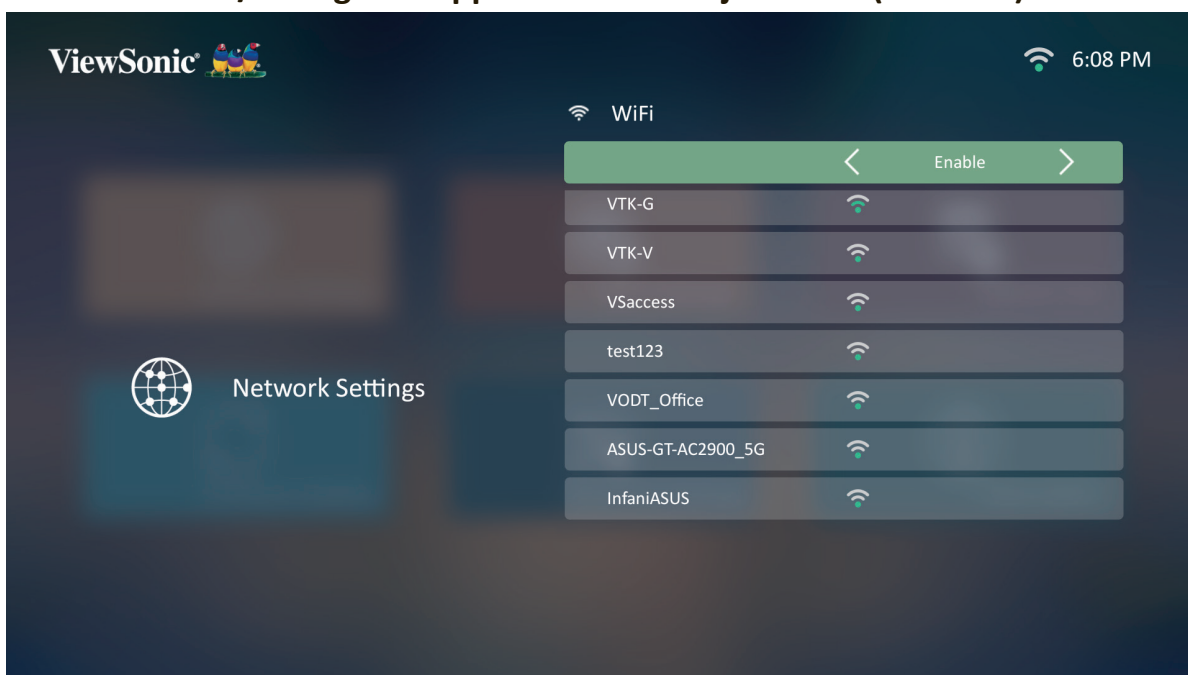 ViewSonic®
6:08 PM
WiFi
Enable
VTK-G
VTK-V
VSaccess
test123
Network Settings
VODT_Office
ASUS-GT-AC2900_5G
InfaniASUS